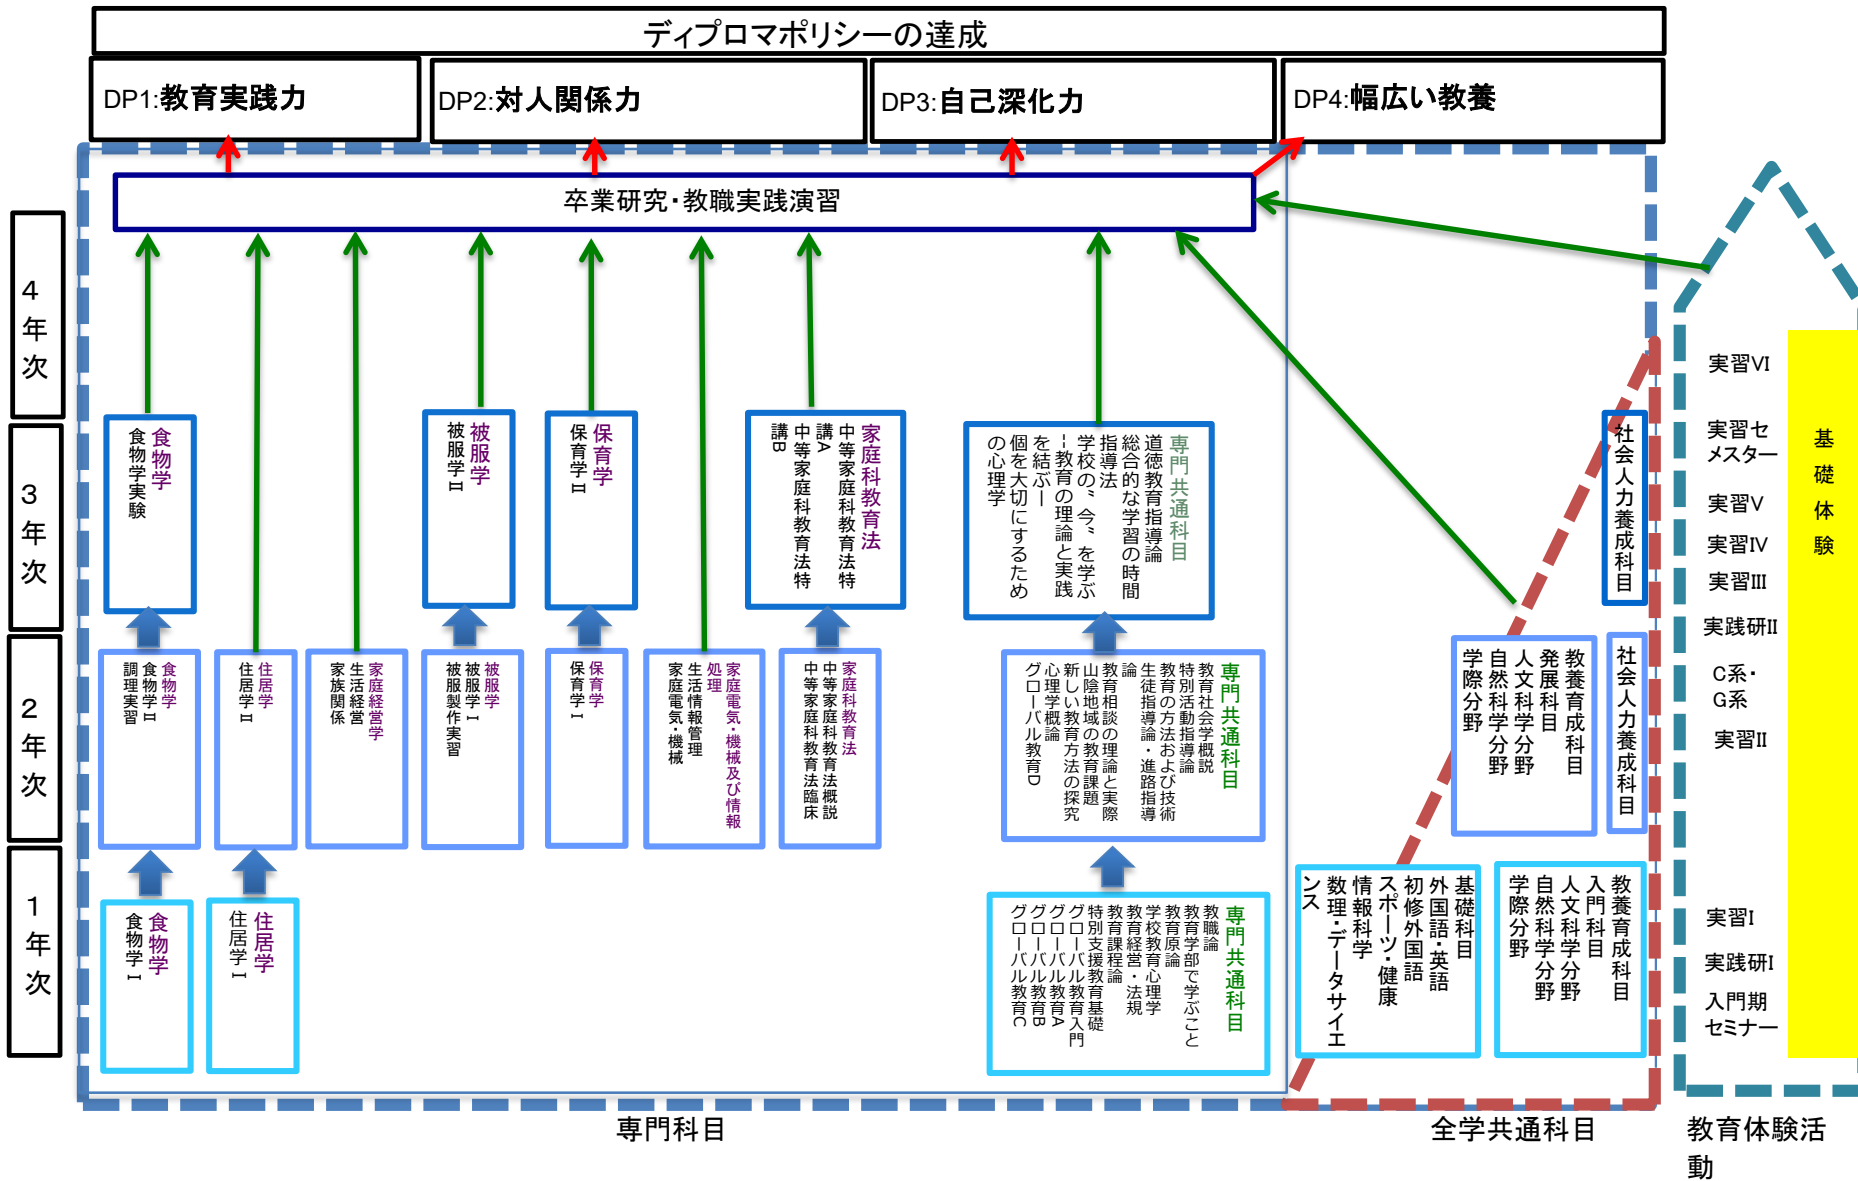 ディプロマポリシーの達成
DP1:教育実践力
DP2:対人関係力
DP3:自己深化力
DP4:幅広い教養
卒業研究・教職実践演習
4年次
食物学
食物学実験
被服学
被服学Ⅱ
保育学
保育学Ⅱ
家庭科教育法
中等家庭科教育法特
講A
中等家庭科教育法特
講B
専門共通科目
道徳教育指導論
総合的な学習の時間
指導法
学校の"今"を学ぶ
-教育の理論と実践
を結ぶー
個を大切にするため
の心理学
社会人力養成科目
3年次
食物学
食物学Ⅱ
調理実習
住居学
住居学Ⅱ
家庭経営学
生活経営
家族関係
被服学
被服学Ⅰ
被服製作実習
保育学
保育学Ⅰ
家庭電気・機械及び情報
処理
生活情報管理
家庭電気・機械
家庭科教育法
中等家庭科教育法概説
中等家庭科教育法臨床
専門共通科目
教育社会学概説
特別活動指導論
教育の方法および技術
生徒指導論・進路指導
論
教育相談の理論と実際
山陰地域の教育課題
新しい教育方法の探究
心理学概論
グローバル教育D
教養育成科目
発展科目
人文科学分野
自然科学分野
学際分野
社会人力養成科目
2年次
食物学
食物学Ⅰ
住居学
住居学Ⅰ
専門共通科目
教職論
教育学部で学ぶこと
教育原論
学校教育心理学
教育経営・法規
教育課程論
特別支援教育基礎
グローバル教育入門
グローバル教育A
グローバル教育B
グローバル教育C
基礎科目
外国語・英語
初修外国語
スポーツ・健康
情報科学
数理・データサイエ
ンス
教養育成科目
入門科目
人文科学分野
自然科学分野
学際分野
1年次
実習Ⅵ
実習セ
メスター
実習Ⅴ
実習Ⅳ
実習Ⅲ
実践研Ⅱ
C系・
G系
実習Ⅱ
実習Ⅰ
実践研Ⅰ
入門期
セミナー
基礎体験
専門科目
全学共通科目
教育体験活
動